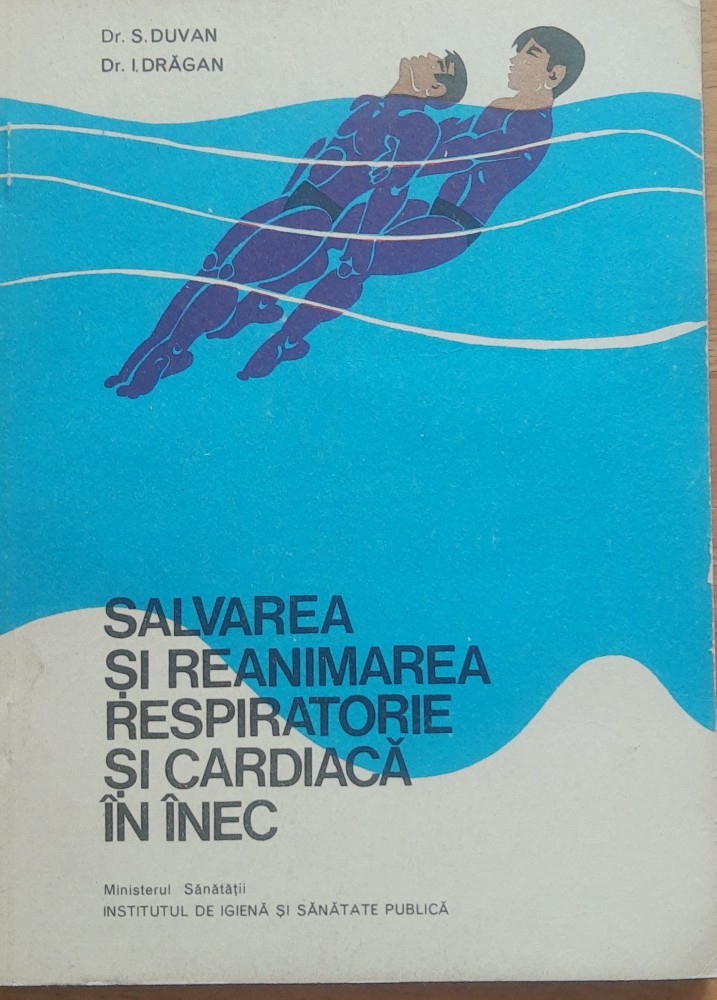 Dr. S. DUVAN
Dr. I. DRĂGAN
SALVAREA
ȘI REANIMAREA
RESPIRATORIE
ȘI CARDIACĂ
ÎN ÎNEC
Ministerul Sănătății
INSTITUTUL DE IGIENĂ ȘI SĂNĂTATE PUBLICĂ